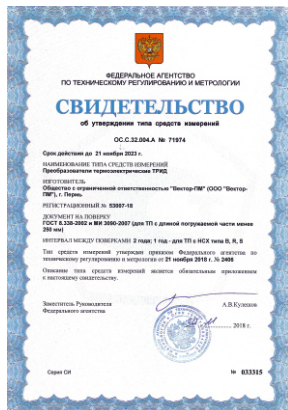 ФЕДЕРАЛЬНОЕ АГЕНТСТВО
ПО ТЕХНИЧЕСКОМУ РЕГУЛИРОВАНИЮ И МЕТРОЛОГИИ
СВИДЕТЕЛЬСТВО
об утверждении типа средств измерений
ОС.С.32.004.А № 71974
Срок действия до 21 ноября 2023 г.
НАИМЕНОВАНИЕ ТИПА СРЕДСТВ ИЗМЕРЕНИЙ
Преобразователи термоэлектрические ТРИД
ИЗГОТОВИТЕЛЬ
Общество с ограниченной ответственностью "Вектор-ПМ" (ООО "Вектор-
ПМ"), г. Пермь
РЕГИСТРАЦИОННЫЙ № 53007-18
ДОКУМЕНТ НА ПОВЕРКУ
ГОСТ 8.338-2002 и МИ 3090-2007 (для ТП с длиной погружаемой части менее
250 мм)
ИНТЕРВАЛ МЕЖДУ ПОВЕРКАМИ 2 года; 1 год - для ТП с НСХ типа B, R, S
Тип средств измерений утвержден приказом Федерального агентства по
техническому регулированию и метрологии от 21 ноября 2018 г. № 2408
Описание типа средств измерений является обязательным приложением
к настоящему свидетельству.
Заместитель Руководителя
А.В.Кулешов
Федерального агентства
2018 г.
Серия СИ
№ 033315